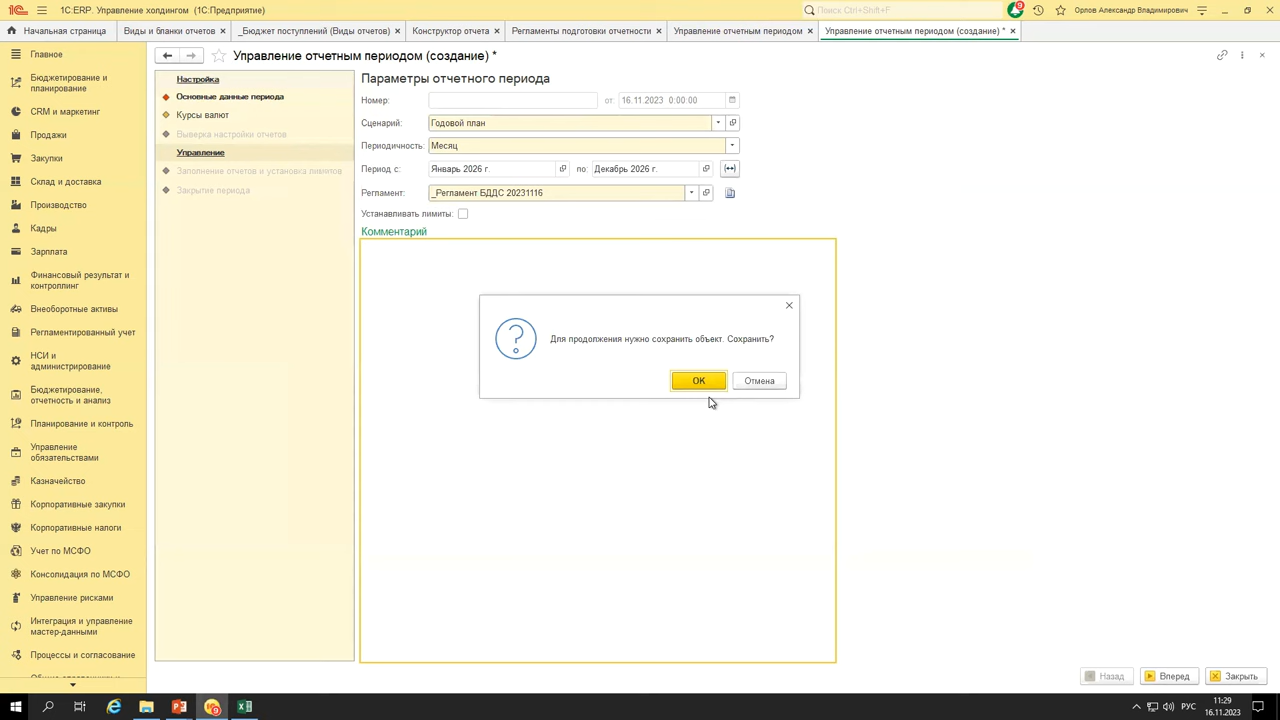 1С:ERP. Управление холдингом (1С:Предприятие)
Поиск Ctrl+Shift+F
9
Орлов Александр Владимирович
Начальная страница
Виды и бланки отчетов ×
_Бюджет поступлений (Виды отчетов) ×
Конструктор отчета ×
Регламенты подготовки отчетности ×
Управление отчетным периодом ×
Управление отчетным периодом (создание) * ×
Главное
Бюджетирование и
планирование
CRM и маркетинг
Продажи
Закупки
Склад и доставка
Производство
Кадры
Зарплата
Финансовый результат и
контроллинг
Внеоборотные активы
Регламентированный учет
НСИ и
администрирование
Бюджетирование,
отчетность и анализ
Планирование и контроль
Управление
обязательствами
Казначейство
Корпоративные закупки
Корпоративные налоги
Учет по МСФО
Консолидация по МСФО
Управление рисками
Интеграция и управление
мастер-данными
Процессы и согласование
Управление отчетным периодом (создание) *
Настройка
Основные данные периода
Курсы валют
Выверка настройки отчетов
Управление
Заполнение отчетов и установка лимитов
Закрытие периода
Параметры отчетного периода
Номер: от: 16.11.2023 0:00:00
Сценарий: Годовой план
Периодичность: Месяц
Период с: Январь 2026 г. по: Декабрь 2026 г.
Регламент: _Регламент БДДС 20231116
Устанавливать лимиты:
Комментарий
Для продолжения нужно сохранить объект. Сохранить?
ОК Отмена
Назад Вперед Закрыть
РУС
11:29
16.11.2023